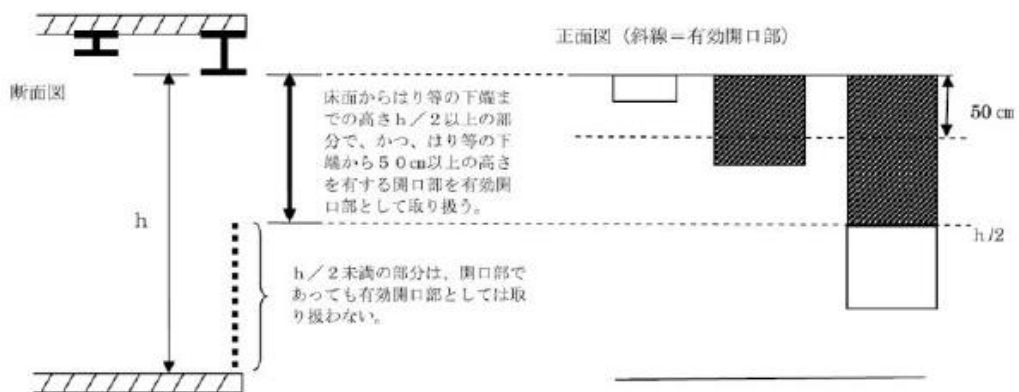 正面図（斜線＝有効開口部）
断面図
床面からはり等の下端ま
での高さｈ／２以上の部
分で、かつ、はり等の下
端から５０㎝以上の高さ
を有する開口部を有効開
口部として取り扱う。
50 ㎝
h
ｈ/2
ｈ／２未満の部分は、開口部で
あっても有効開口部としては取
り扱わない。